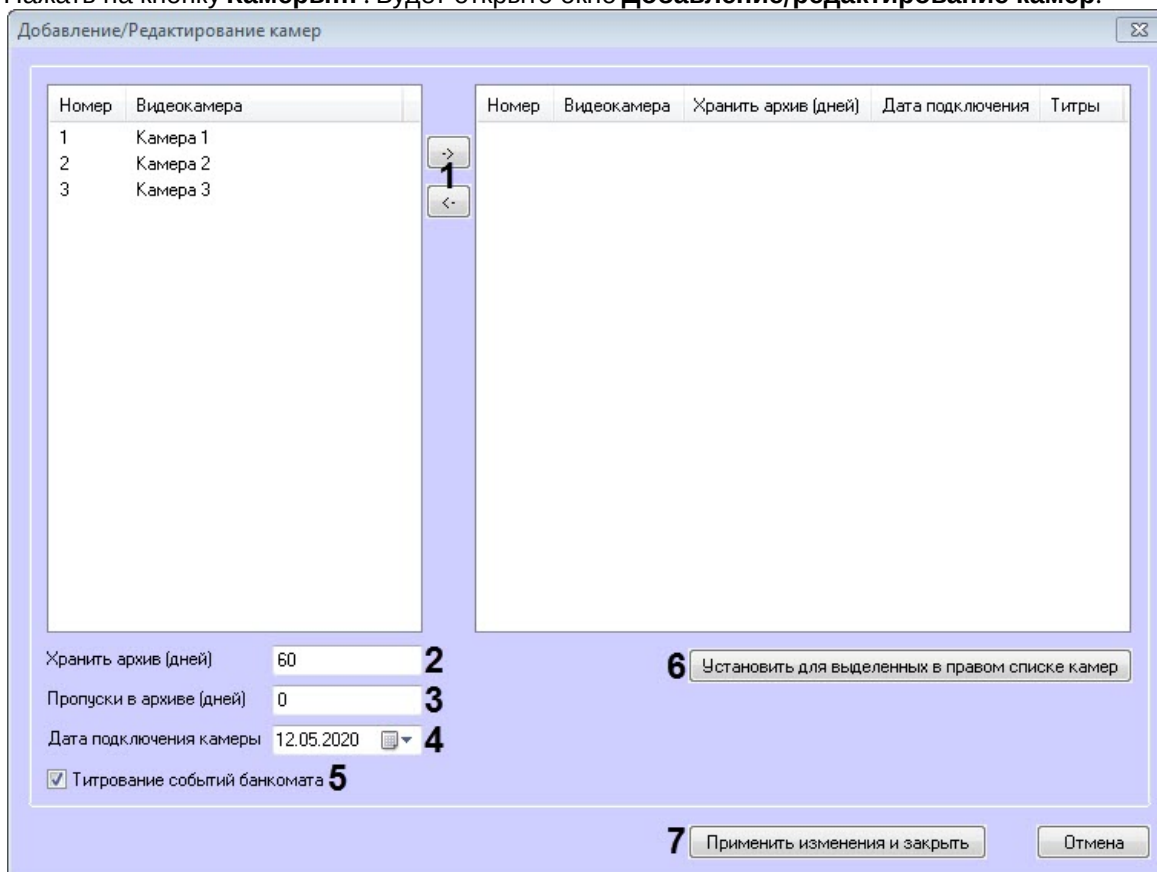 Нажать на кнопку Камеры.... . Будет открыто окно Добавление/редактирование камер.
Добавление/Редактирование камер
Номер Видеокамера
1 Камера 1
2 Камера 2
3 Камера 3
->
1
<-
Номер Видеокамера Хранить архив (дней) Дата подключения Титры
Хранить архив (дней) 60 2
Пропуски в архиве (дней) 0 3
Дата подключения камеры 12.05.2020 4
Титрование событий банкомата 5
6 Установить для выделенных в правом списке камер
7 Применить изменения и закрыть Отмена